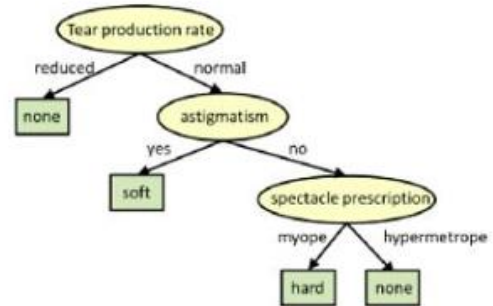 Tear production rate
reduced normal
none
astigmatism
yes no
soft
spectacle prescription
myope hypermetrope
hard none